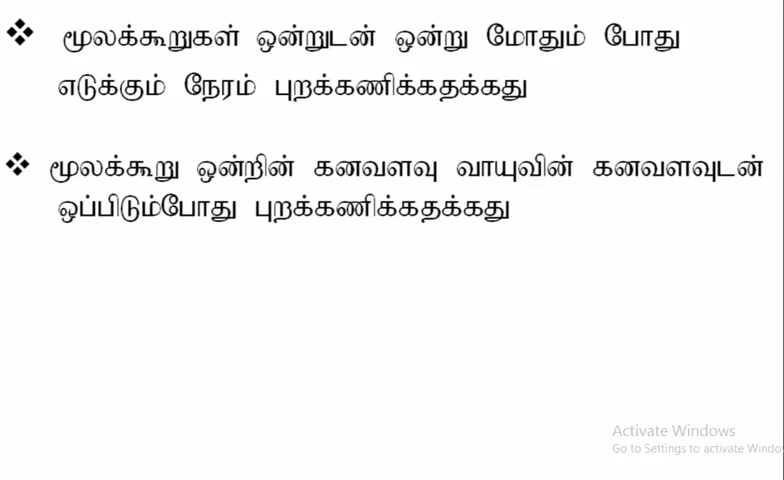 ❖ மூலக்கூறுகள் ஒன்றுடன் ஒன்று மோதும் போது
எடுக்கும் நேரம் புறக்கணிக்கதக்கது
❖ மூலக்கூறு ஒன்றின் கனவளவு வாயுவின் கனவளவுடன்
ஒப்பிடும்போது புறக்கணிக்கதக்கது
Activate Windows
Go to Settings to activate Windo